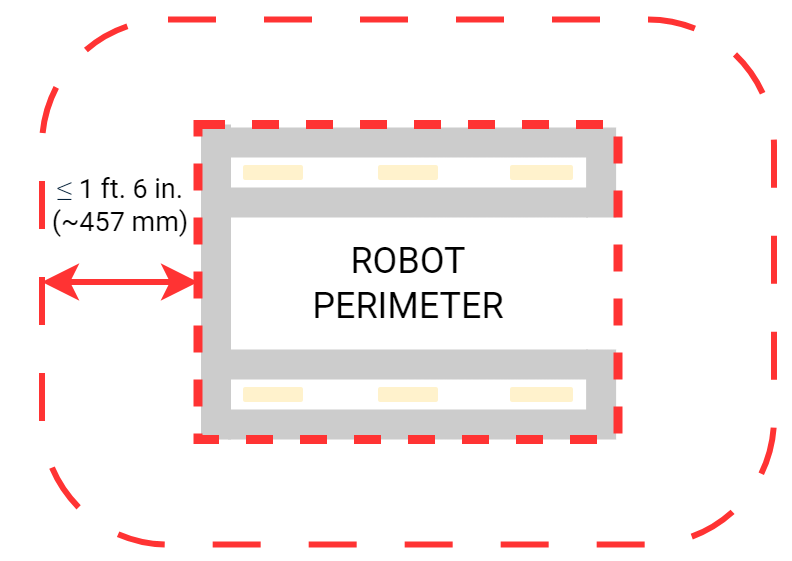 ≤ 1 ft. 6 in.
(~457 mm)
ROBOT
PERIMETER